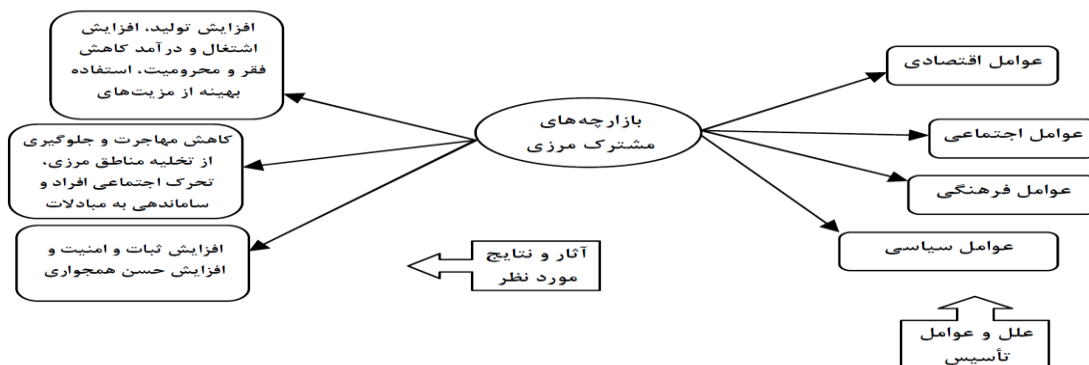 عوامل اقتصادی
عوامل اجتماعی
عوامل فرهنگی
عوامل سیاسی
علل و عوامل
تأسیس
بازارچه‌های
مشترک مرزی
آثار و نتایج
مورد نظر
افزایش تولید، افزایش
اشتغال و درآمد کاهش
فقر و محرومیت، استفاده
بهینه از مزیت‌های
کاهش مهاجرت و جلوگیری
از تخلیه مناطق مرزی،
تحرک اجتماعی افراد و
ساماندهی به مبادلات
افزایش ثبات و امنیت و
افزایش حسن همجواری